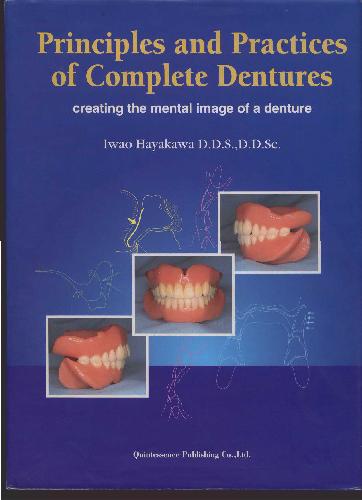 Principles and Practices
of Complete Dentures
creating the mental image of a denture
Iwao Hayakawa D.D.S.,D.D.Sc.
Quintessence Publishing Co.,Ltd.